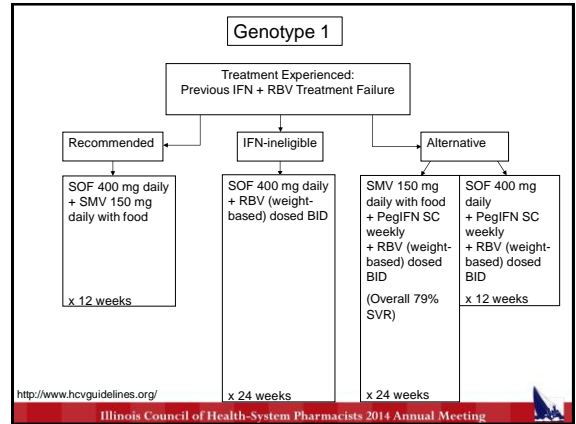 Genotype 1
Treatment Experienced:
Previous IFN + RBV Treatment Failure
Recommended
IFN-ineligible
Alternative
SOF 400 mg daily
+ SMV 150 mg
daily with food
x 12 weeks
SOF 400 mg daily
+ RBV (weight-
based) dosed BID
x 24 weeks
SMV 150 mg
daily with food
+ PegIFN SC
weekly
+ RBV (weight-
based) dosed
BID
(Overall 79%
SVR)
x 24 weeks
SOF 400 mg
daily
+ PegIFN SC
weekly
+ RBV (weight-
based) dosed
BID
x 12 weeks
http://www.hcvguidelines.org/
Illinois Council of Health-System Pharmacists 2014 Annual Meeting